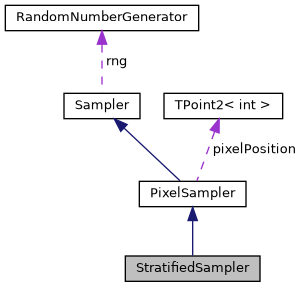 RandomNumberGenerator
rng
Sampler
TPoint2< int >
pixelPosition
PixelSampler
StratifiedSampler